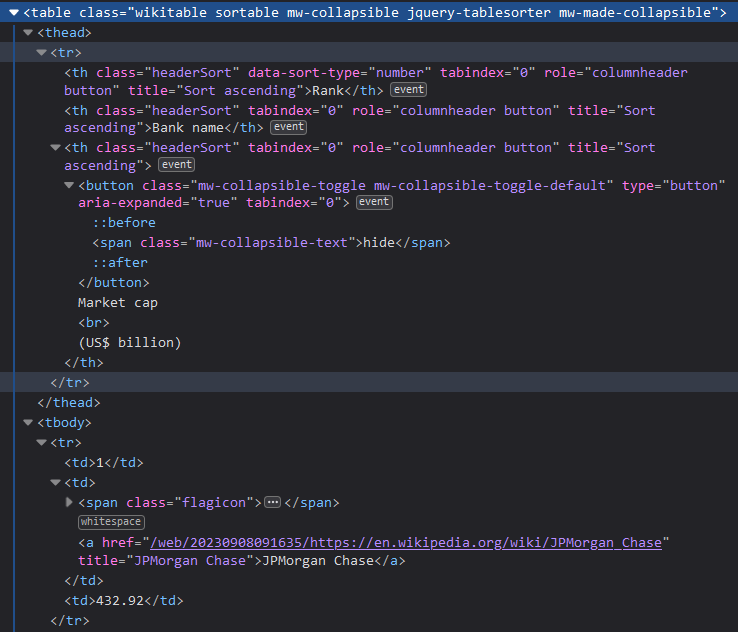 <table class="wikitable sortable mw-collapsible jquery-tablesorter mw-made-collapsible">
<thead>
<tr>
<th class="headerSort" data-sort-type="number" tabindex="0" role="columnheader
button" title="Sort ascending">Rank</th> event
<th class="headerSort" tabindex="0" role="columnheader button" title="Sort
ascending">Bank name</th> event
<th class="headerSort" tabindex="0" role="columnheader button" title="Sort
ascending"> event
<button class="mw-collapsible-toggle mw-collapsible-toggle-default" type="button"
aria-expanded="true" tabindex="0"> event
::before
<span class="mw-collapsible-text">hide</span>
::after
</button>
Market cap
<br>
(US$ billion)
</th>
</tr>
</thead>
<tbody>
<tr>
<td>1</td>
<td>
<span class="flagicon">⋯</span>
whitespace
<a href="/web/20230908091635/https://en.wikipedia.org/wiki/JPMorgan_Chase"
title="JPMorgan Chase">JPMorgan Chase</a>
</td>
<td>432.92</td>
</tr>